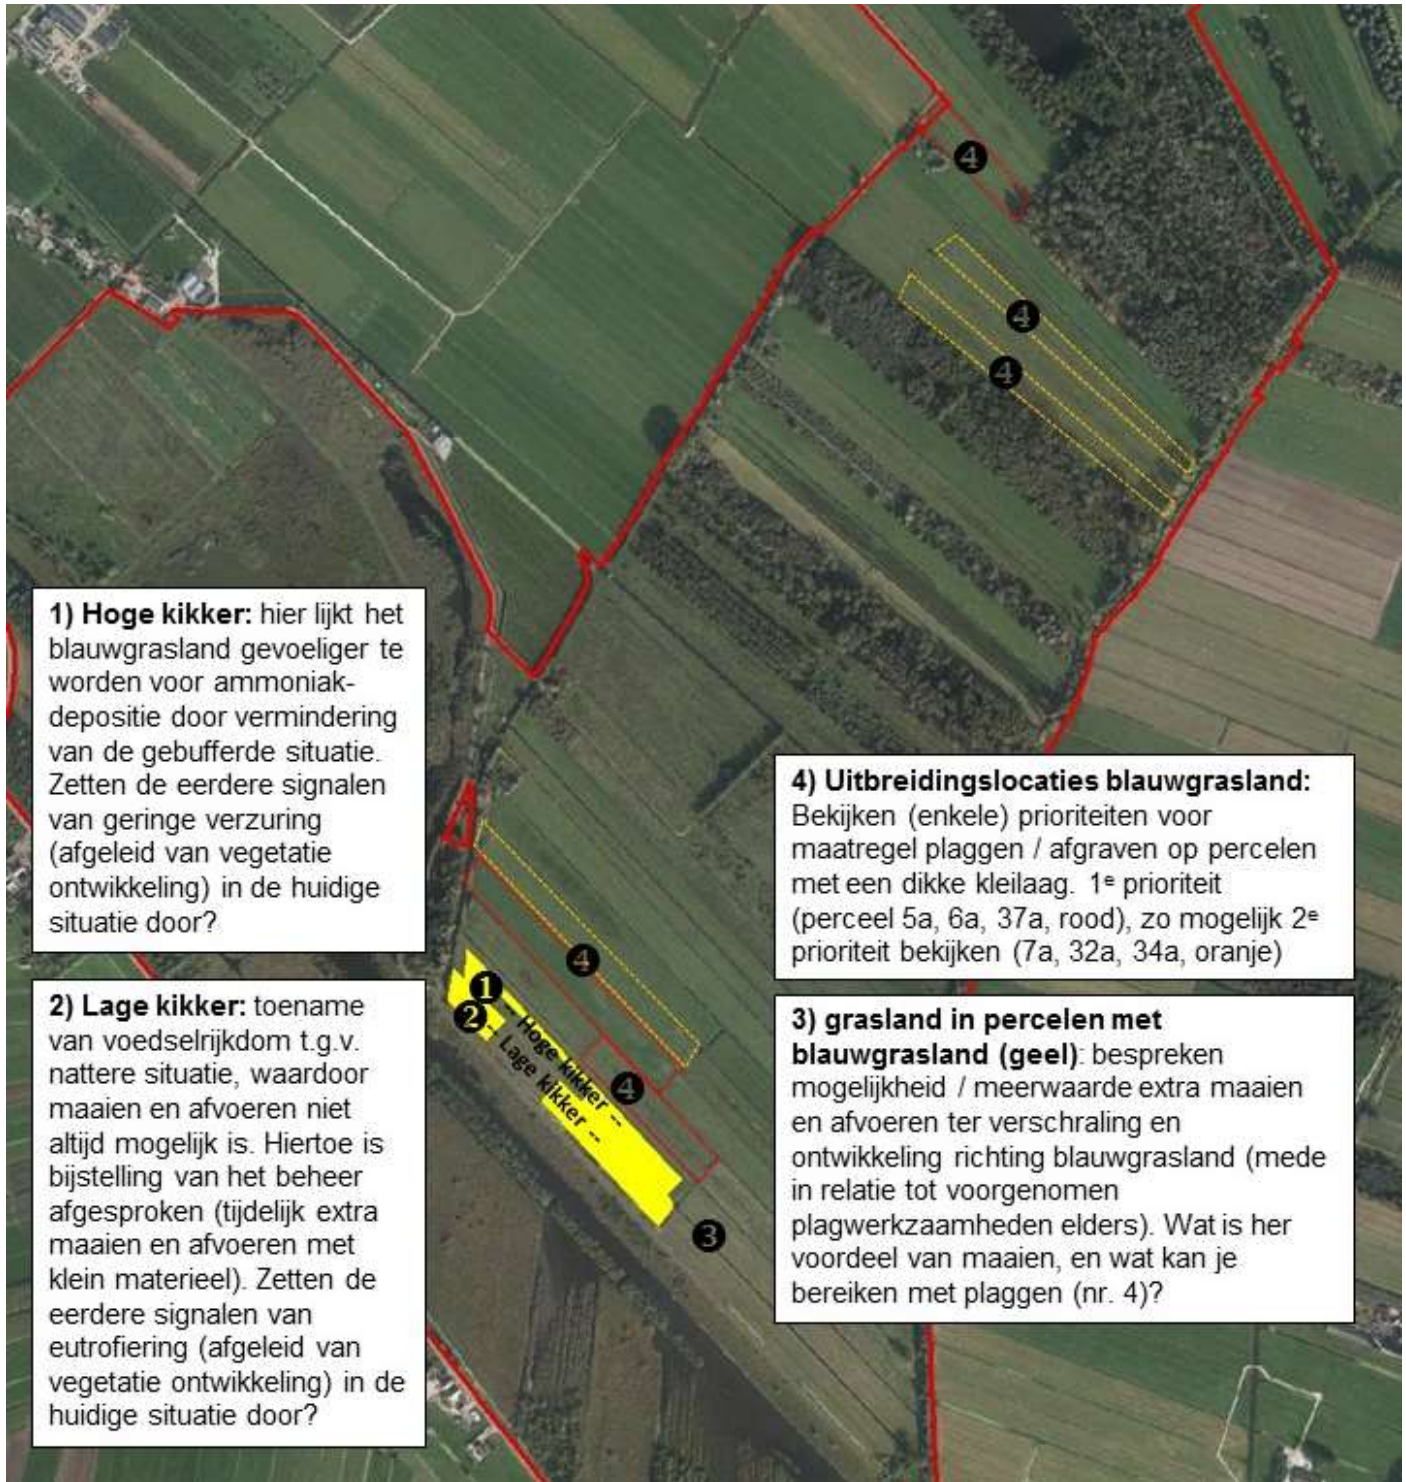 4
4
4
1) Hoge kikker: hier lijkt het
blauwgrasland gevoeliger te
worden voor ammoniak-
depositie door vermindering
van de gebufferde situatie.
Zetten de eerdere signalen
van geringe verzuring
(afgeleid van vegetatie
ontwikkeling) in de huidige
situatie door?
4) Uitbreidingslocaties blauwgrasland:
Bekijken (enkele) prioriteiten voor
maatregel plaggen / afgraven op percelen
met een dikke kleilaag. 1e prioriteit
(perceel 5a, 6a, 37a, rood), zo mogelijk 2e
prioriteit bekijken (7a, 32a, 34a, oranje)
4
1
-- Hoge kikker --
2
-- Lage kikker --
4
3
2) Lage kikker: toename
van voedselrijkdom t.g.v.
nattere situatie, waardoor
maaien en afvoeren niet
altijd mogelijk is. Hiertoe is
bijstelling van het beheer
afgesproken (tijdelijk extra
maaien en afvoeren met
klein materieel). Zetten de
eerdere signalen van
eutrofiering (afgeleid van
vegetatie ontwikkeling) in de
huidige situatie door?
3) grasland in percelen met
blauwgrasland (geel): bespreken
mogelijkheid / meerwaarde extra maaien
en afvoeren ter verschraling en
ontwikkeling richting blauwgrasland (mede
in relatie tot voorgenomen
plagwerkzaamheden elders). Wat is her
voordeel van maaien, en wat kan je
bereiken met plaggen (nr. 4)?